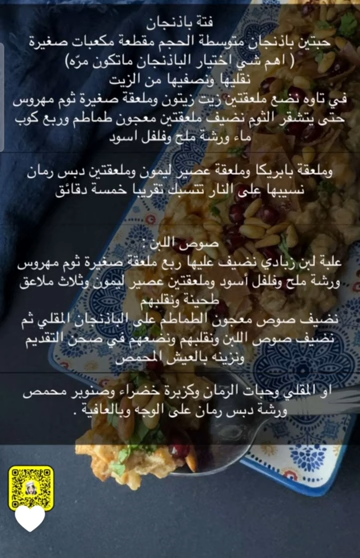 فتة باذنجان
حبتين باذنجان متوسطة الحجم مقطعة مكعبات صغيرة
( اهم شي اختيار الباذنجان ماتكون مرّه)
نقليها ونصفيها من الزيت
في تاوه نضع ملعقتين زيت زيتون وملعقة صغيرة ثوم مهروس
حتى يتشقر الثوم نضيف ملعقتين معجون طماطم وربع كوب
ماء ورشة ملح وفلفل اسود
وملعقة بابريكا وملعقة عصير ليمون وملعقتين دبس رمان
نسيبها على النار تتسبك تقريبا خمسة دقائق
صوص اللبن :
علبة لبن زبادي نضيف عليها ربع ملعقة صغيرة ثوم مهروس
ورشة ملح وفلفل أسود وملعقتين عصير ليمون وثلاث ملاعق
طحينة ونقلبهم
نضيف صوص معجون الطماطم على الباذنجان المقلي ثم
نضيف صوص اللبن ونقلبهم ونضعهم في صحن التقديم
ونزينه بالعيش المحمص
او المقلي وحبات الرمان وكزبرة خضراء وصنوبر محمص
ورشة دبس رمان على الوجه وبالعافية .